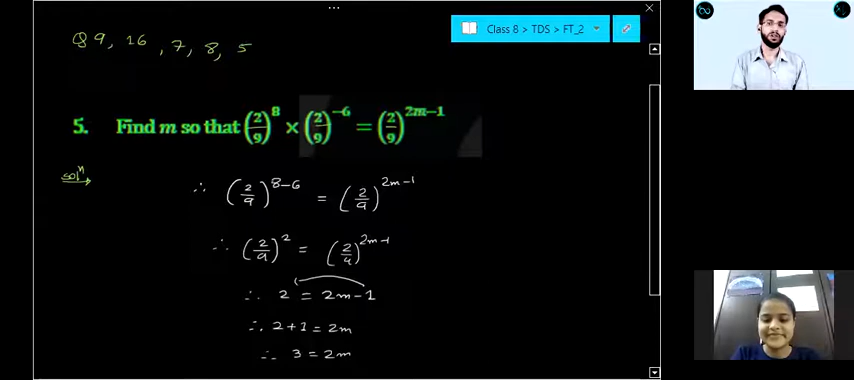 Q 9, 16, 7, 8, 5
Class 8 > TDS > FT_2
5. Find m so that (2/9)^8 × (2/9)^-6 = (2/9)^2m-1
Solⁿ
∴ (2/9)^8-6 = (2/9)^2m-1
∴ (2/9)^2 = (2/9)^2m-1
∴ 2 = 2m-1
∴ 2+1 = 2m
∴ 3 = 2m